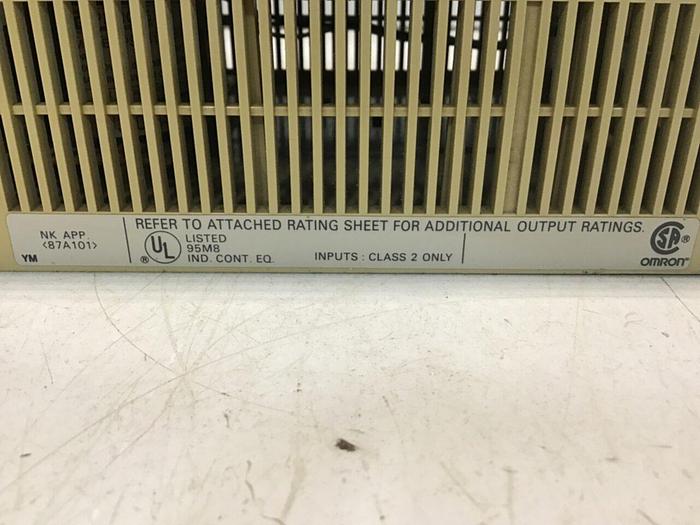 NK APP.
<87A101>
YM
REFER TO ATTACHED RATING SHEET FOR ADDITIONAL OUTPUT RATINGS.
UL ®
LISTED
95M8
IND. CONT. EQ.
INPUTS : CLASS 2 ONLY
SA ®
OMRON